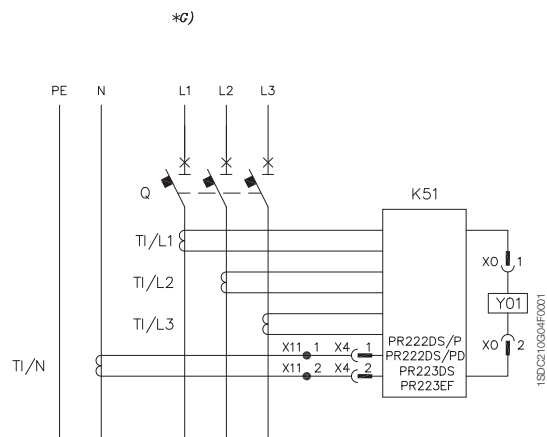 *G)
PE N L1 L2 L3
Q
K51
TI/L1
X0 1
TI/L2
Y01
TI/L3
X0 2
PR222DS/P
X11 1 X4 1 PR222DS/PD
TI/N
X11 2 X4 2 PR223DS
PR223EF
1SDC210G04F0001